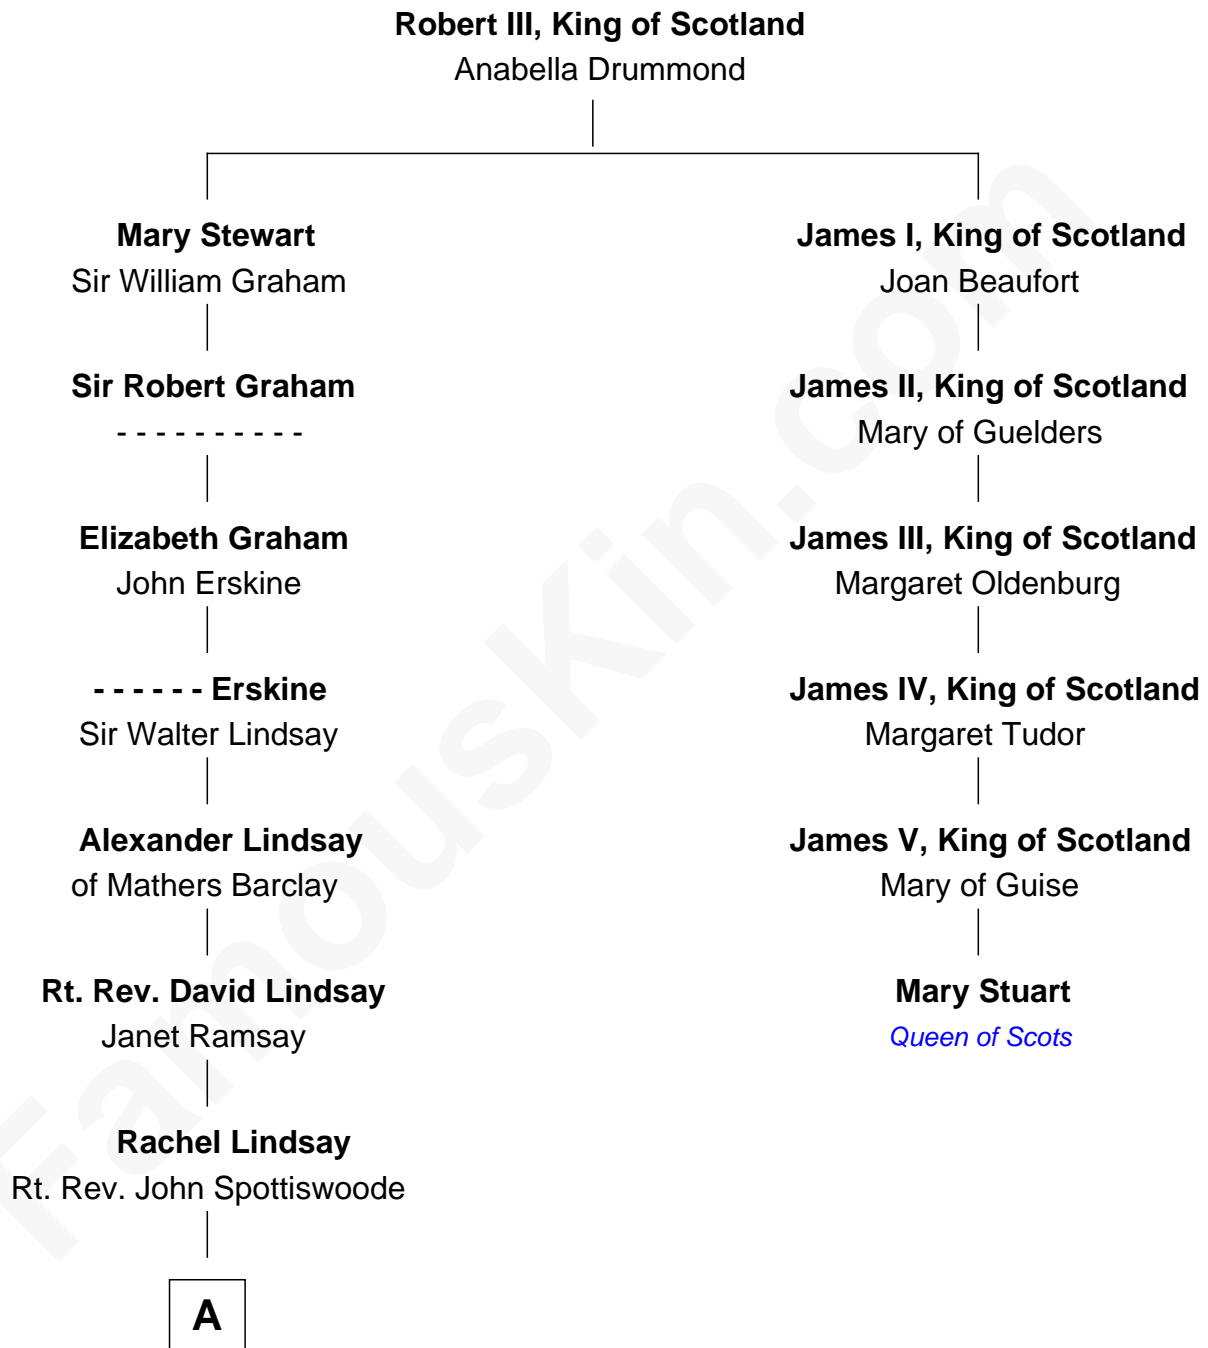 Robert III, King of Scotland
Anabella Drummond
Mary Stewart
Sir William Graham
James I, King of Scotland
Joan Beaufort
Sir Robert Graham
- - - - - - - - - -
James II, King of Scotland
Mary of Guelders
Elizabeth Graham
John Erskine
James III, King of Scotland
Margaret Oldenburg
- - - - - - Erskine
Sir Walter Lindsay
James IV, King of Scotland
Margaret Tudor
Alexander Lindsay
of Mathers Barclay
James V, King of Scotland
Mary of Guise
Rt. Rev. David Lindsay
Janet Ramsay
Mary Stuart
Queen of Scots
Rachel Lindsay
Rt. Rev. John Spottiswoode
A
FamousKin.com